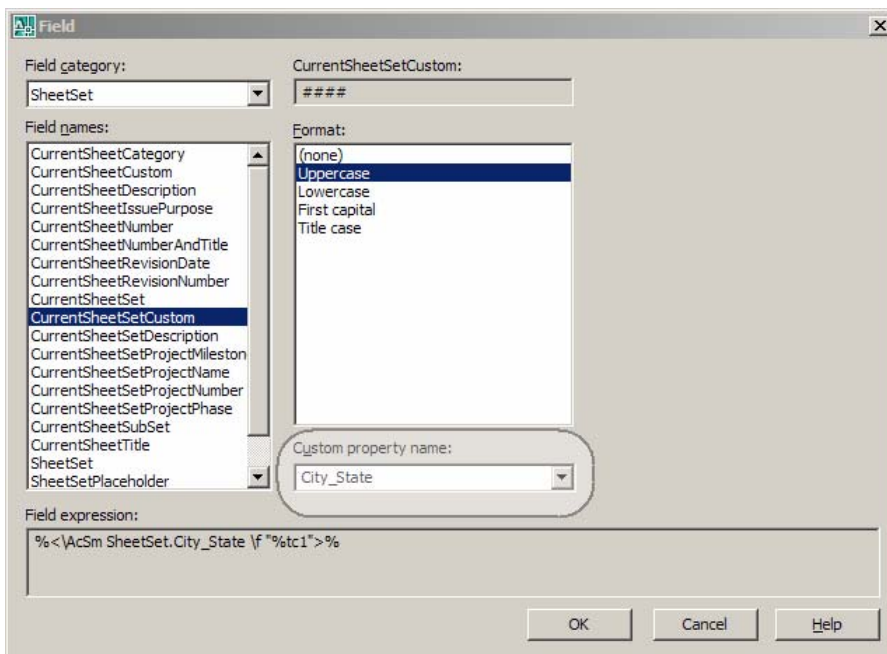 Field
Field category:
SheetSet
Field names:
CurrentSheetCategory
CurrentSheetCustom
CurrentSheetDescription
CurrentSheetIssuePurpose
CurrentSheetNumber
CurrentSheetNumberAndTitle
CurrentSheetRevisionDate
CurrentSheetRevisionNumber
CurrentSheetSet
CurrentSheetSetCustom
CurrentSheetSetDescription
CurrentSheetSetProjectMileston
CurrentSheetSetProjectName
CurrentSheetSetProjectNumber
CurrentSheetSetProjectPhase
CurrentSheetSubSet
CurrentSheetTitle
SheetSet
SheetSetPlaceholder
CurrentSheetSetCustom:
####
Format:
(none)
Uppercase
Lowercase
First capital
Title case
Custom property name:
City_State
Field expression:
%<\AcSm SheetSet.City_State \f "%tc1">%
OK Cancel Help